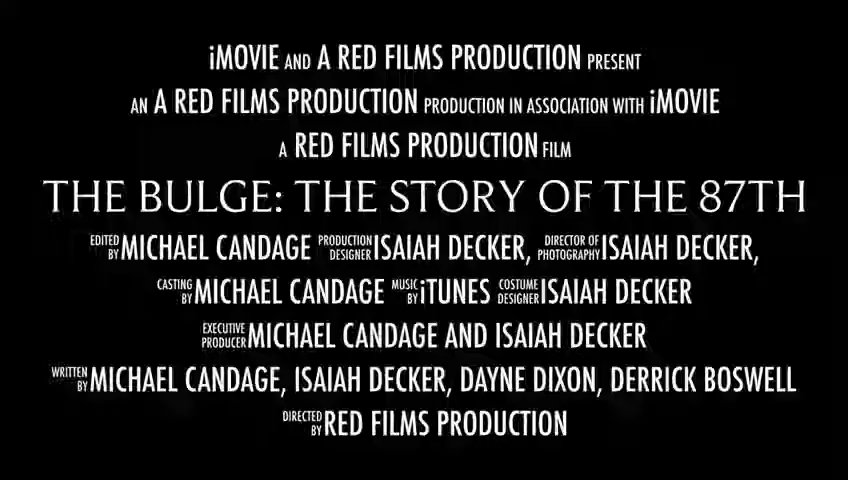 iMOVIE AND A RED FILMS PRODUCTION PRESENT
AN A RED FILMS PRODUCTION PRODUCTION IN ASSOCIATION WITH iMOVIE
A RED FILMS PRODUCTION FILM
THE BULGE: THE STORY OF THE 87TH
EDITED BY MICHAEL CANDAGE PRODUCTION DESIGNER ISAIAH DECKER, DIRECTOR OF PHOTOGRAPHY ISAIAH DECKER,
CASTING BY MICHAEL CANDAGE MUSIC BY iTUNES COSTUME DESIGNER ISAIAH DECKER
EXECUTIVE PRODUCER MICHAEL CANDAGE AND ISAIAH DECKER
WRITTEN BY MICHAEL CANDAGE, ISAIAH DECKER, DAYNE DIXON, DERRICK BOSWELL
DIRECTED BY RED FILMS PRODUCTION